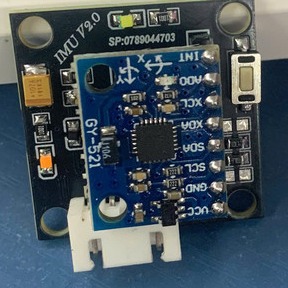 IMU V2.0
SP:0789044703
INT
ADO
XCL
XDA
SDA
SCL
GND
VCC
GY-521